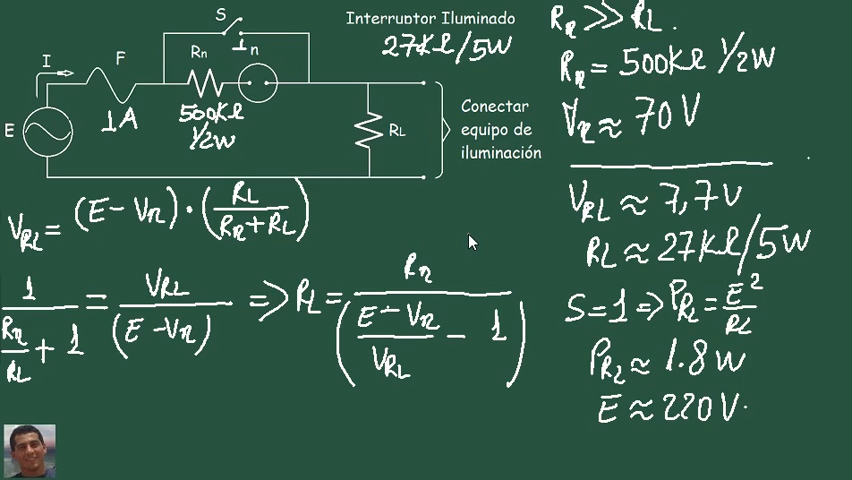 S
Interruptor Iluminado
27KΩ/5W
I
F
Rn
In
1A
500KΩ
1/2W
E
RL
Conectar
equipo de
iluminación
VRL = (E - Vn) · (RL / (Rn + RL))
1 / (Rn/RL + 1) = VRL / (E - Vn) => RL = Rn / ((E - Vn)/VRL - 1)
Rn >> RL.
Rn = 500KΩ 1/2W
Vn ≈ 70V
VRL ≈ 7,7V
RL ≈ 27KΩ/5W
S = 1 => PRL = E²/RL
PRL ≈ 1.8W
E ≈ 220V.